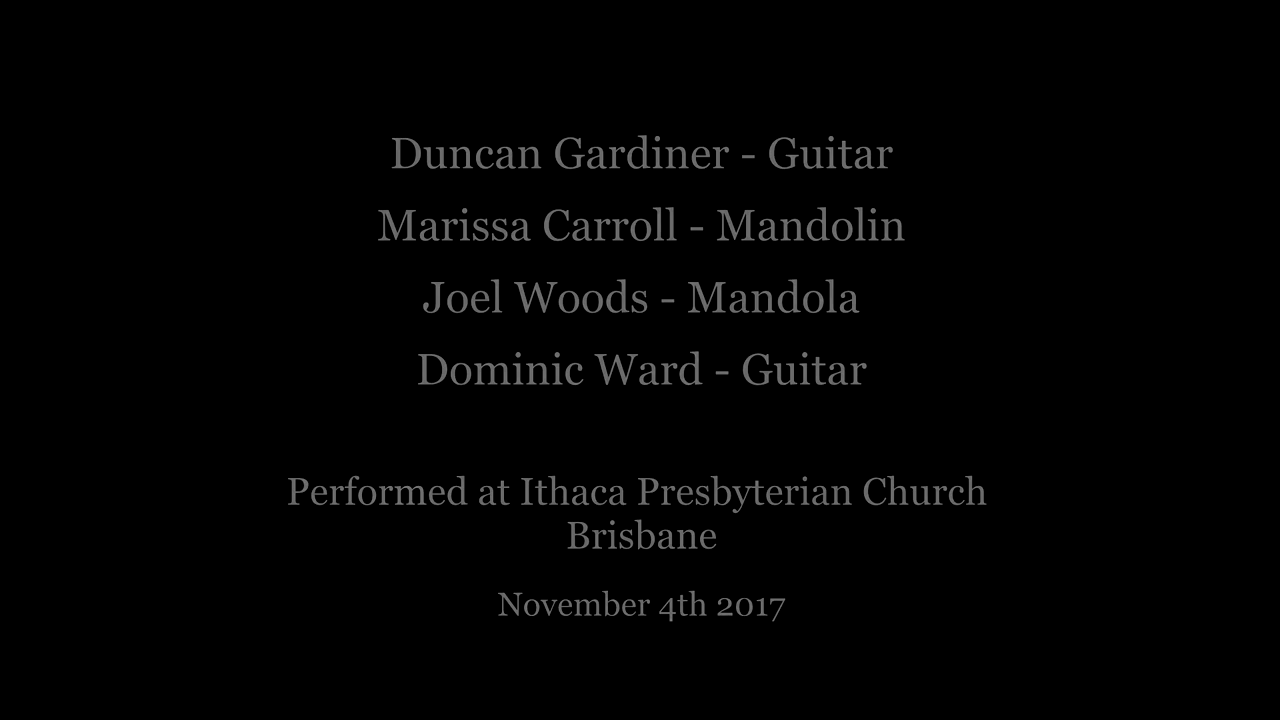 Duncan Gardiner - Guitar
Marissa Carroll - Mandolin
Joel Woods - Mandola
Dominic Ward - Guitar
Performed at Ithaca Presbyterian Church
Brisbane
November 4th 2017